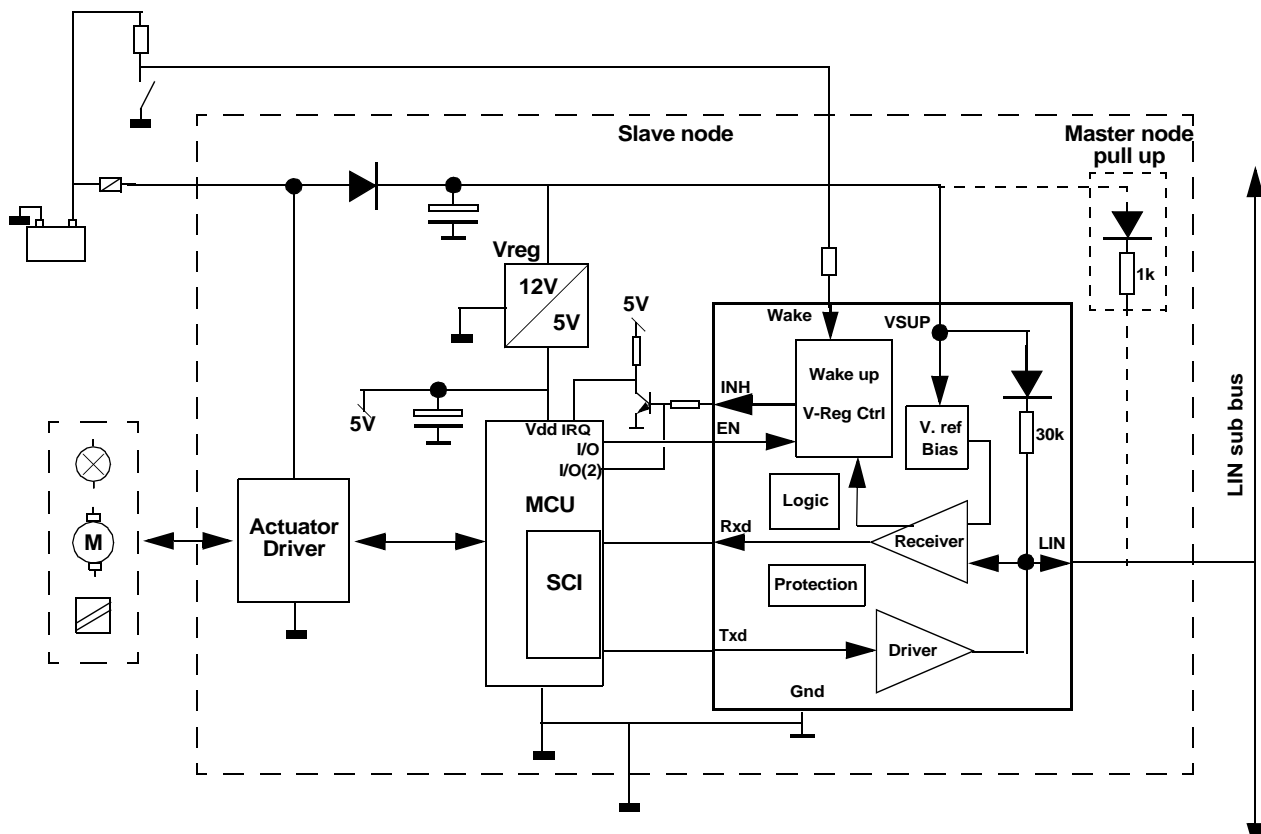 Slave node
Master node
pull up
1k
Vreg
12V
5V
5V
Wake
VSUP
Wake up
V-Reg Ctrl
INH
V. ref
Bias
30k
5V
Vdd IRQ
EN
I/O
I/O(2)
MCU
Logic
LIN sub bus
Actuator
Driver
Rxd
Receiver
LIN
M
SCI
Protection
Txd
Driver
Gnd